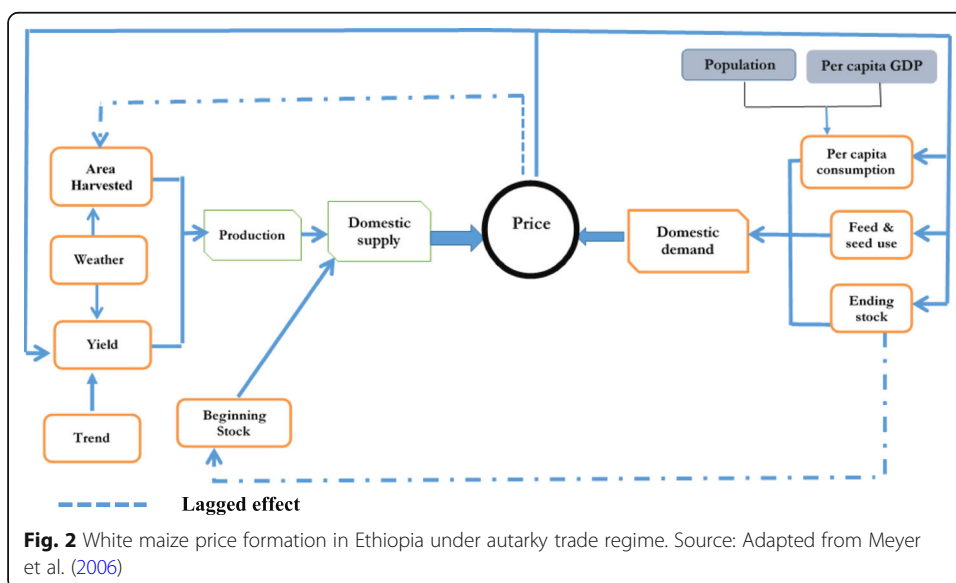 Population
Per capita GDP
Area
Harvested
Per capita
consumption
Weather
Production
Domestic
supply
Price
Domestic
demand
Feed &
seed use
Ending
stock
Yield
Beginning
Stock
Trend
Lagged effect
Fig. 2 White maize price formation in Ethiopia under autarky trade regime. Source: Adapted from Meyer
et al. (2006)